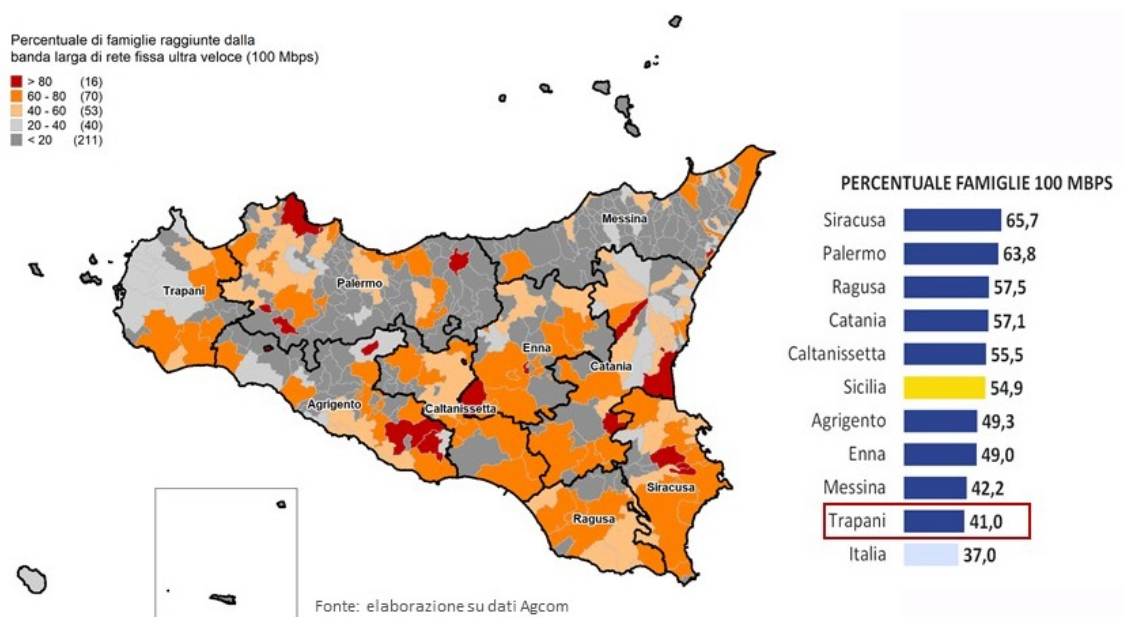 Percentuale di famiglie raggiunte dalla
banda larga di rete fissa ultra veloce (100 Mbps)
> 80 (16)
60 - 80 (70)
40 - 60 (53)
20 - 40 (40)
< 20 (211)
Messina
Trapani
Palermo
Enna
Catania
Agrigento
Caltanissetta
Siracusa
Ragusa
Fonte: elaborazione su dati Agcom
PERCENTUALE FAMIGLIE 100 MBPS
Siracusa 65,7
Palermo 63,8
Ragusa 57,5
Catania 57,1
Caltanissetta 55,5
Sicilia 54,9
Agrigento 49,3
Enna 49,0
Messina 42,2
Trapani 41,0
Italia 37,0